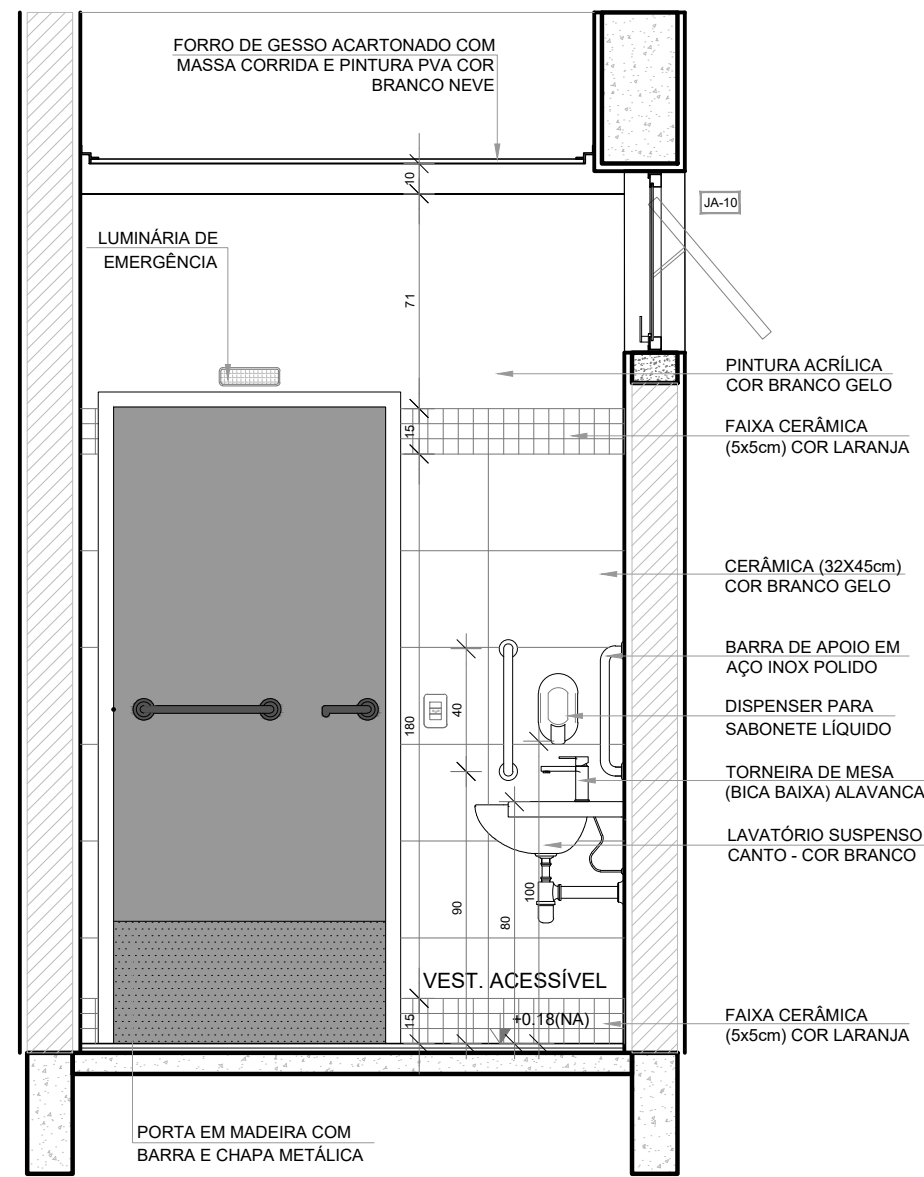 FORRO DE GESSO ACARTONADO COM
MASSA CORRIDA E PINTURA PVA COR
BRANCO NEVE
10
JA-10
LUMINÁRIA DE
EMERGÊNCIA
71
PINTURA ACRÍLICA
COR BRANCO GELO
15
FAIXA CERÂMICA
(5x5cm) COR LARANJA
CERÂMICA (32X45cm)
COR BRANCO GELO
BARRA DE APOIO EM
AÇO INOX POLIDO
180
40
DISPENSER PARA
SABONETE LÍQUIDO
TORNEIRA DE MESA
(BICA BAIXA) ALAVANCA
LAVATÓRIO SUSPENSO
CANTO - COR BRANCO
90
80
100
VEST. ACESSÍVEL
15
+0.18(NA)
FAIXA CERÂMICA
(5x5cm) COR LARANJA
PORTA EM MADEIRA COM
BARRA E CHAPA METÁLICA